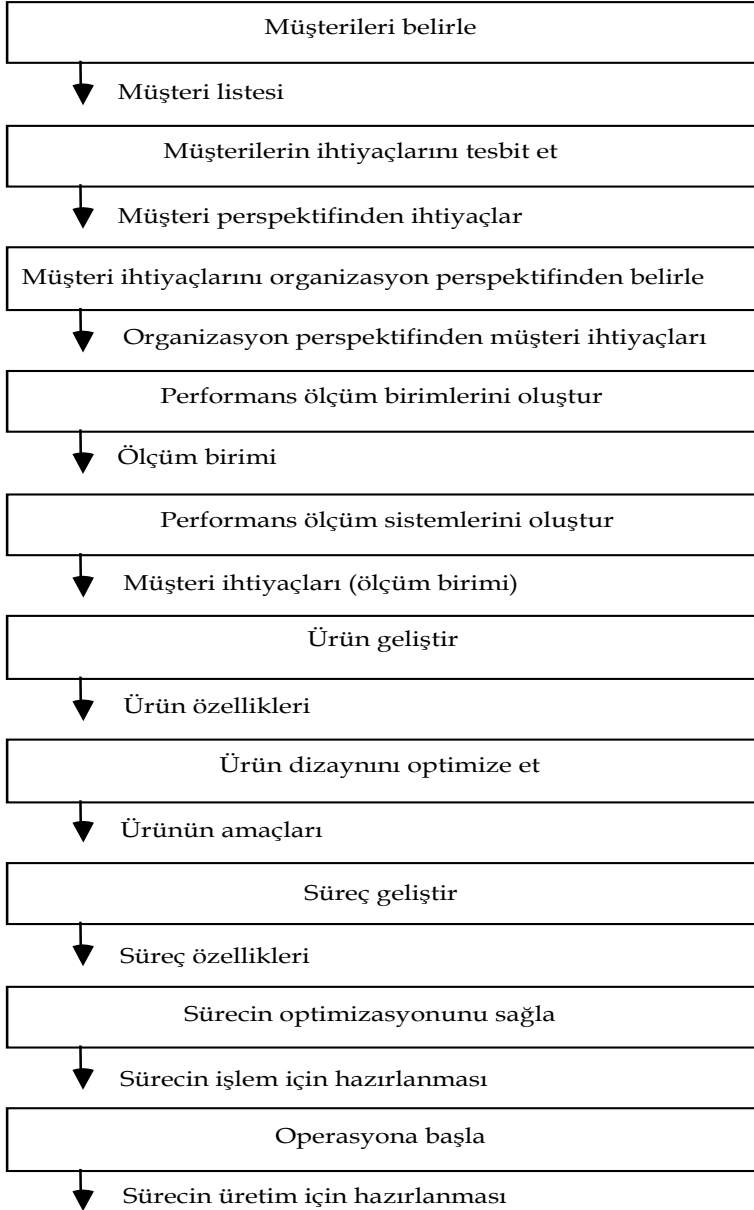 Müşterileri belirle
Müşteri listesi
Müşterilerin ihtiyaçlarını tesbit et
Müşteri perspektifinden ihtiyaçlar
Müşteri ihtiyaçlarını organizasyon perspektifinden belirle
Organizasyon perspektifinden müşteri ihtiyaçları
Performans ölçüm birimlerini oluştur
Ölçüm birimi
Performans ölçüm sistemlerini oluştur
Müşteri ihtiyaçları (ölçüm birimi)
Ürün geliştir
Ürün özellikleri
Ürün dizaynını optimize et
Ürünün amaçları
Süreç geliştir
Süreç özellikleri
Sürecin optimizasyonunu sağla
Sürecin işlem için hazırlanması
Operasyona başla
Sürecin üretim için hazırlanması